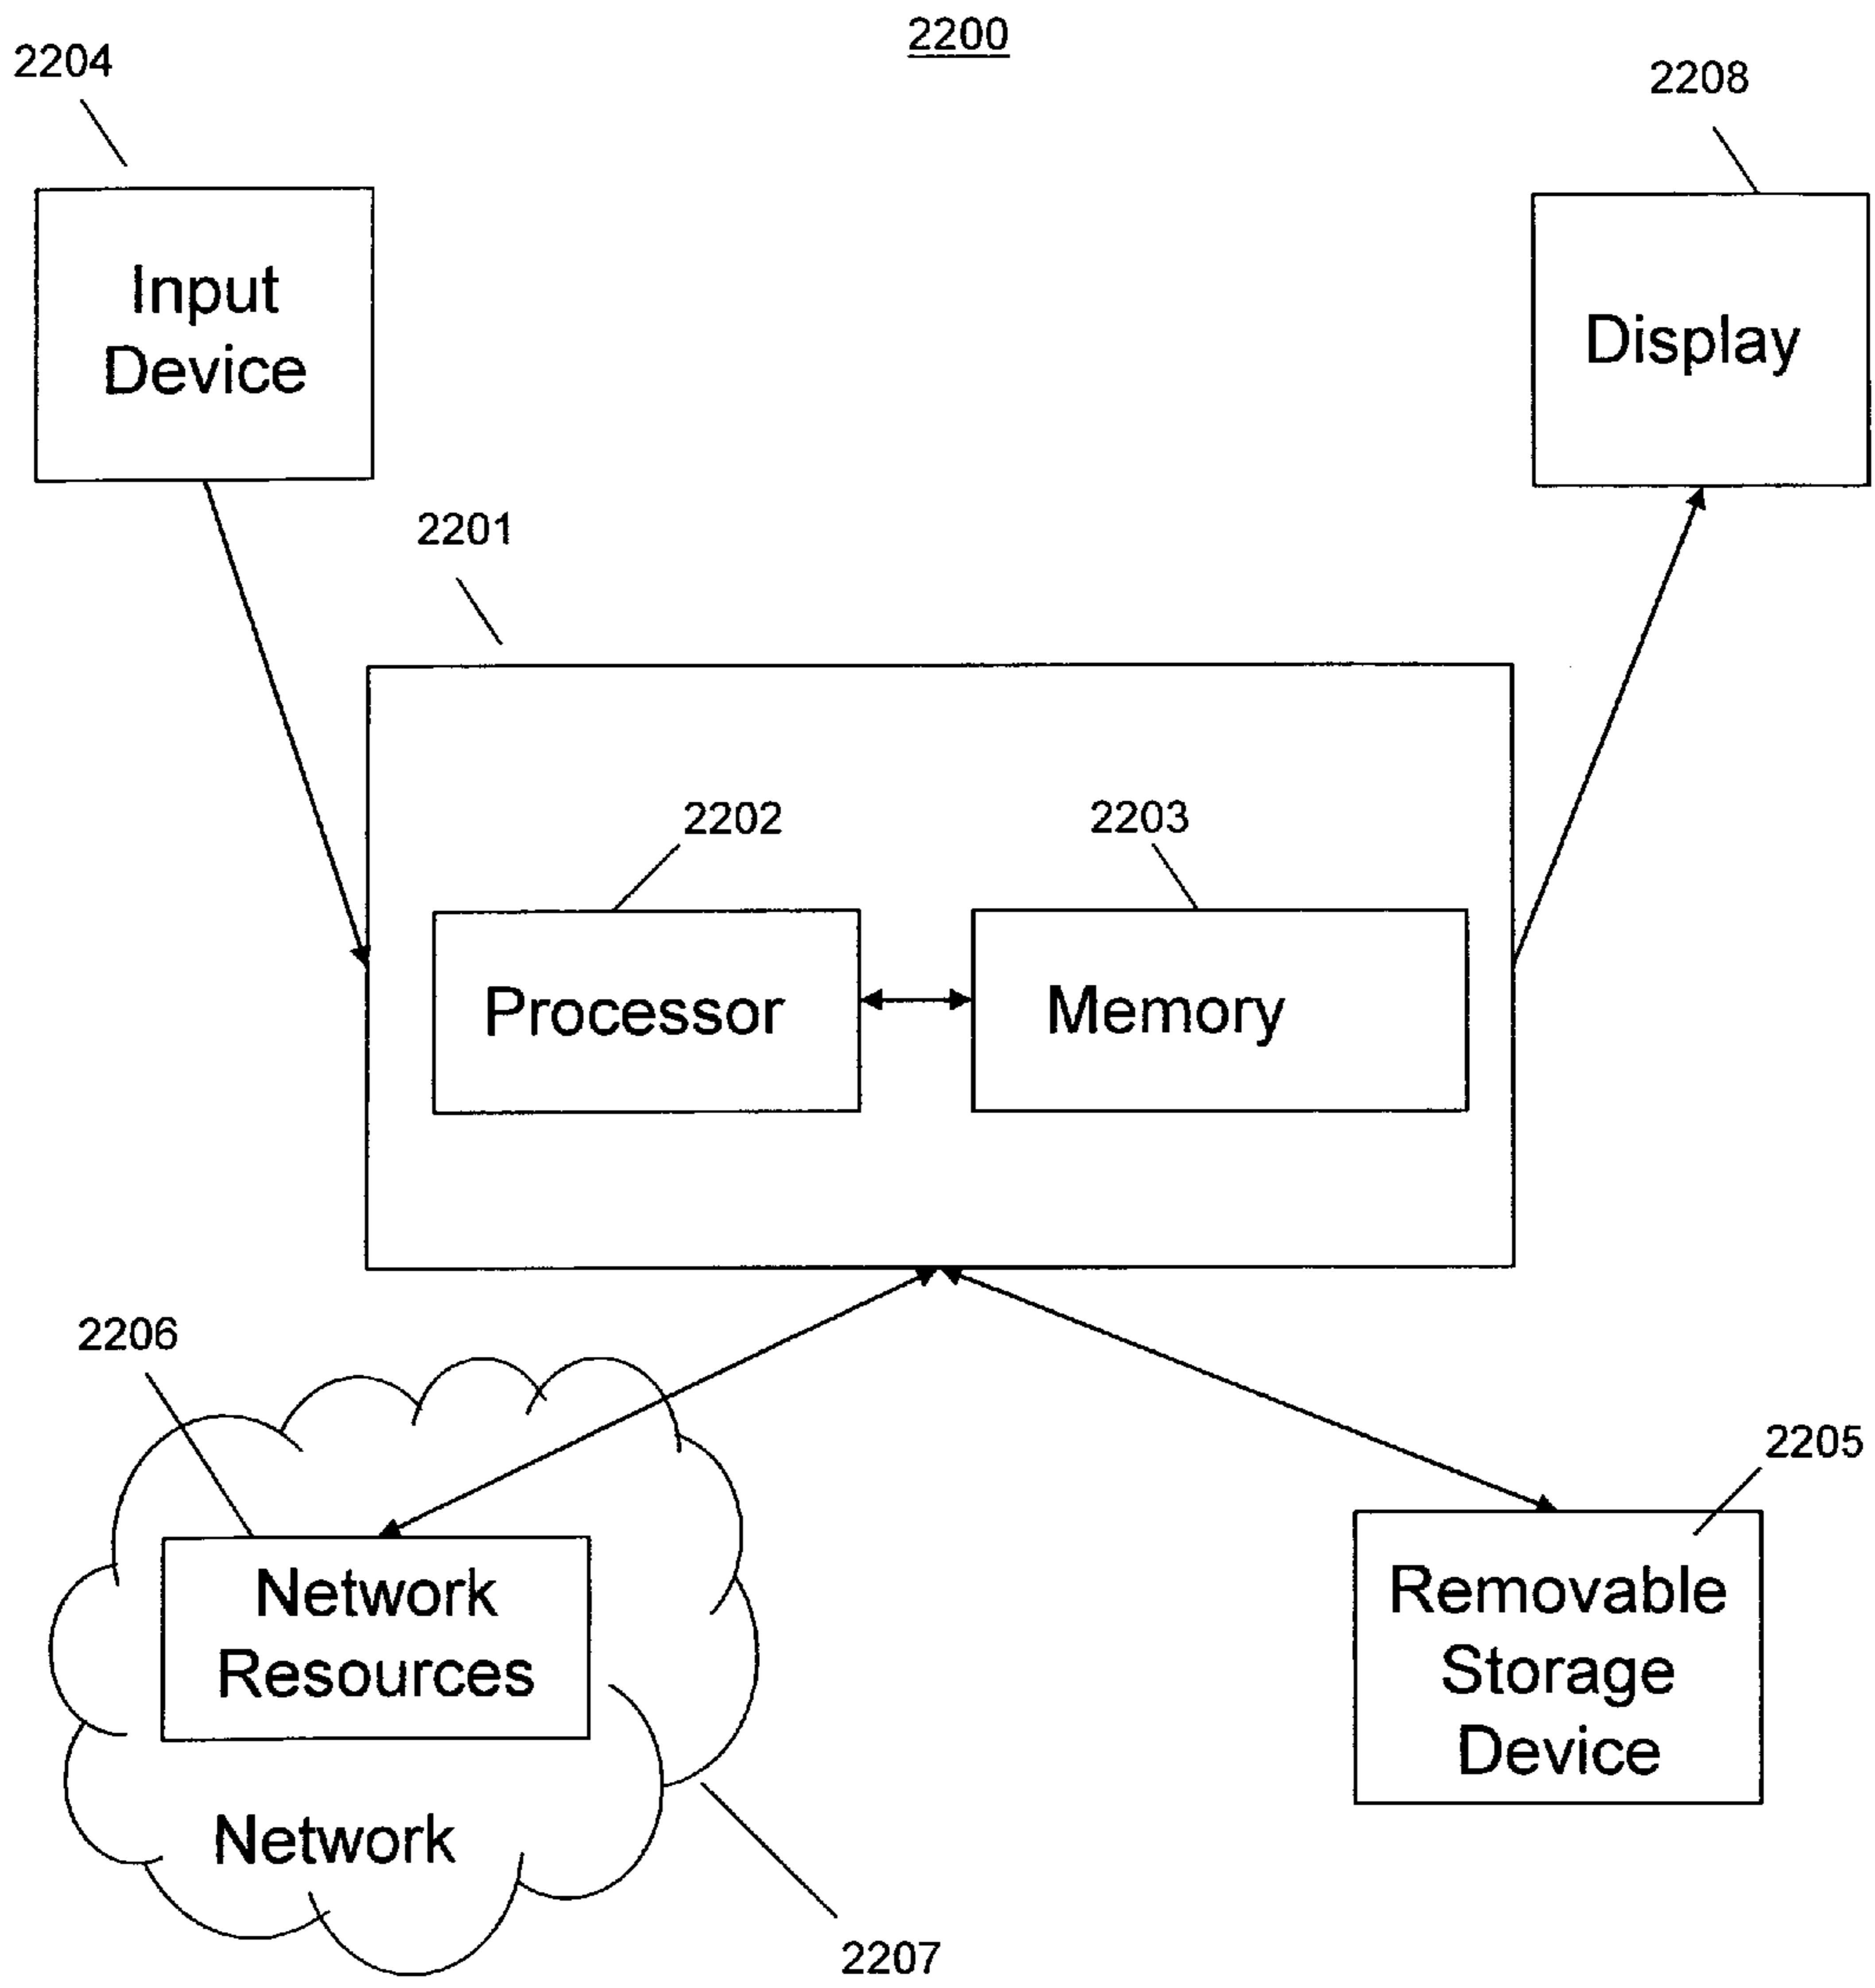 2200
2204
2208
Input
Device
Display
2201
2202
2203
Processor
Memory
2206
2205
Network
Resources
Removable
Storage
Device
Network
2207